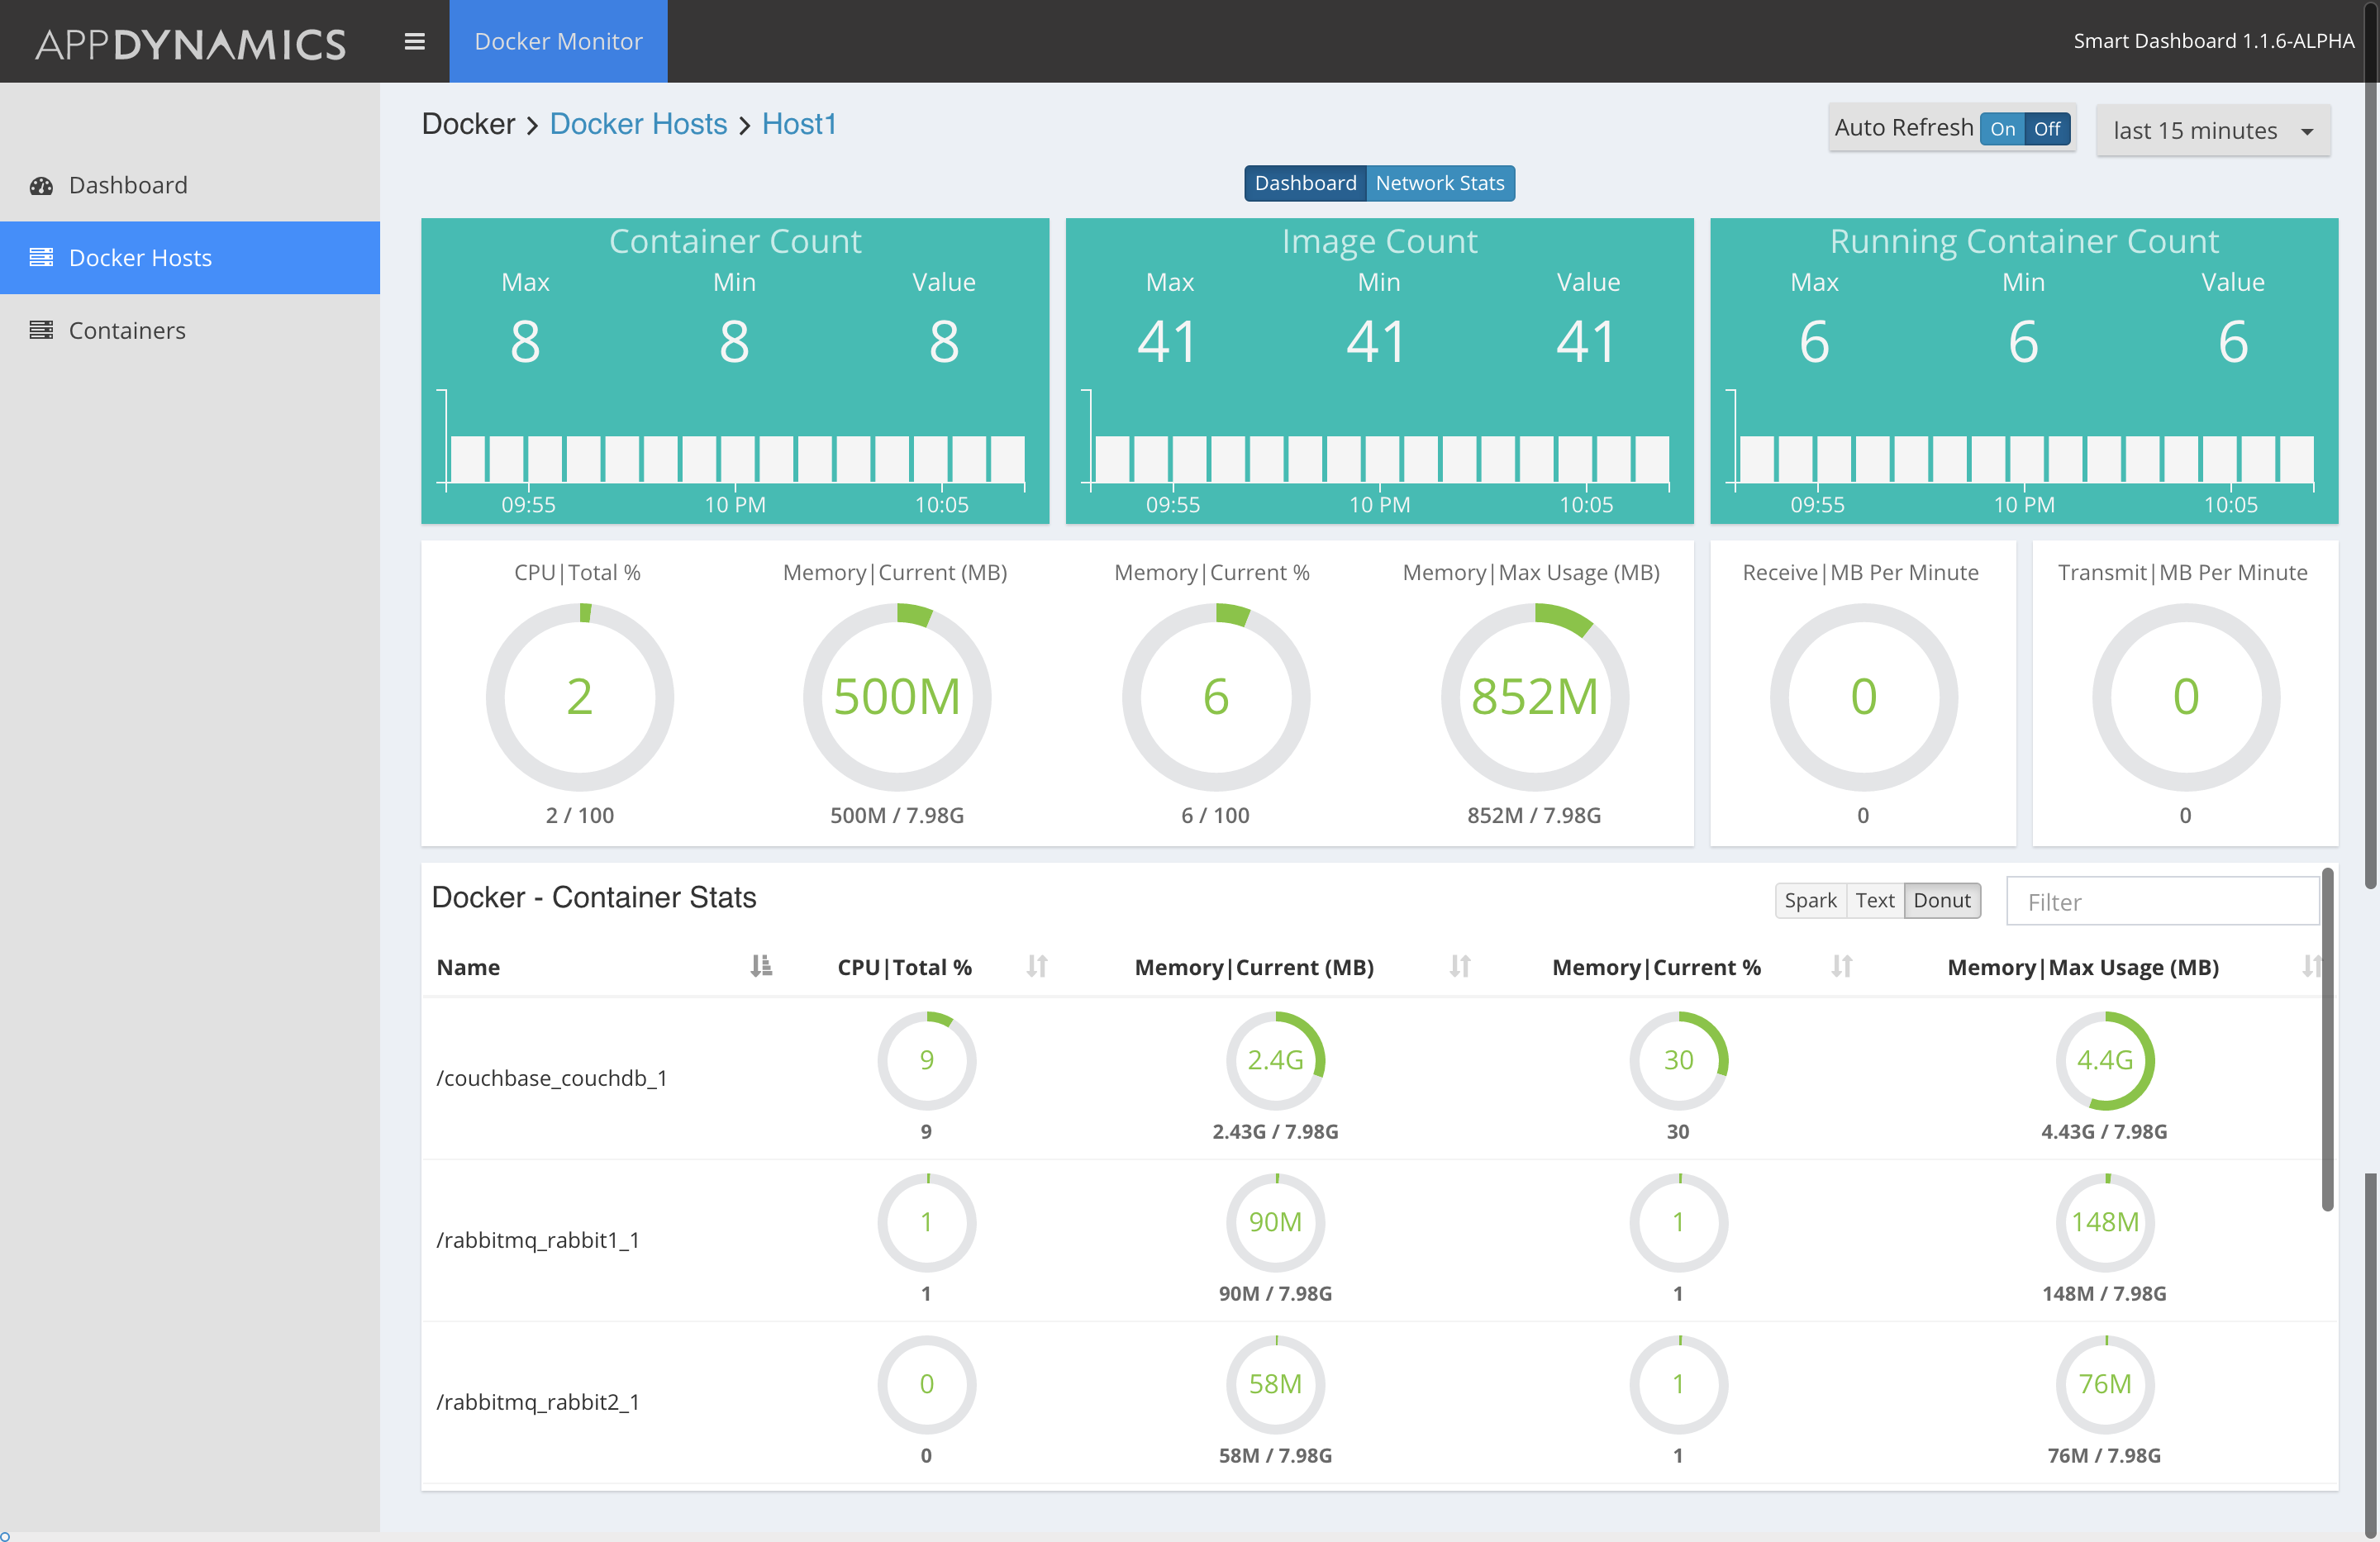 APPDYNAMICS
Docker Monitor
Smart Dashboard 1.1.6-ALPHA
Dashboard
Docker Hosts
Containers
Docker > Docker Hosts > Host1
Auto Refresh On Off
last 15 minutes
Dashboard Network Stats
Container Count
Max Min Value
8 8 8
09:55 10 PM 10:05
Image Count
Max Min Value
41 41 41
09:55 10 PM 10:05
Running Container Count
Max Min Value
6 6 6
09:55 10 PM 10:05
CPU|Total % Memory|Current (MB) Memory|Current % Memory|Max Usage (MB) Receive|MB Per Minute Transmit|MB Per Minute
2 500M 6 852M 0 0
2 / 100 500M / 7.98G 6 / 100 852M / 7.98G 0 0
Docker - Container Stats
Spark Text Donut
Filter
Name CPU|Total % Memory|Current (MB) Memory|Current % Memory|Max Usage (MB)
9 2.4G 30 4.4G
/couchbase_couchdb_1
9 2.43G / 7.98G 30 4.43G / 7.98G
1 90M 1 148M
/rabbitmq_rabbit1_1
1 90M / 7.98G 1 148M / 7.98G
0 58M 1 76M
/rabbitmq_rabbit2_1
0 58M / 7.98G 1 76M / 7.98G